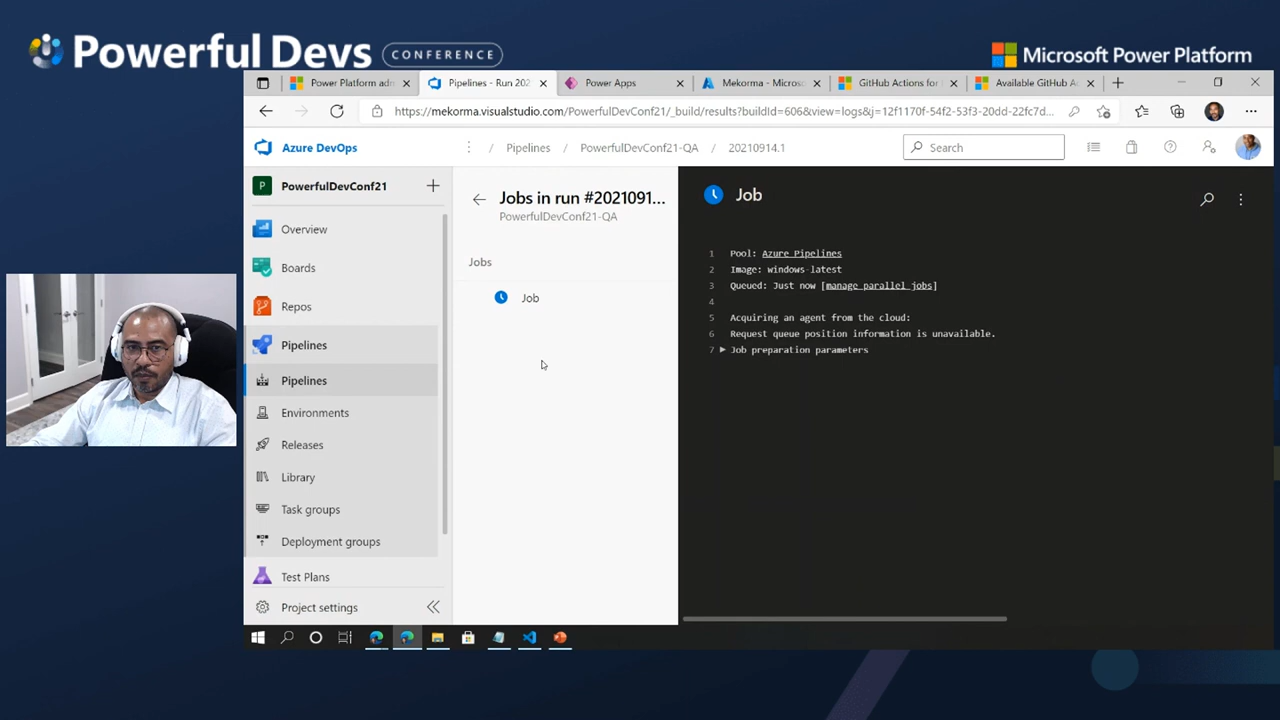 Powerful Devs CONFERENCE
Microsoft Power Platform
Power Platform adm
Pipelines - Run 202
Power Apps
Mekorma - Microso
GitHub Actions for
Available GitHub Ac
https://mekorma.visualstudio.com/PowerfulDevConf21/_build/results?buildId=606&view=logs&j=12f1170f-54f2-53f3-20dd-22fc7d...
Azure DevOps
/ Pipelines / PowerfulDevConf21-QA / 20210914.1
Search
P PowerfulDevConf21
Overview
Boards
Repos
Pipelines
Pipelines
Environments
Releases
Library
Task groups
Deployment groups
Test Plans
Project settings
Jobs in run #2021091...
PowerfulDevConf21-QA
Jobs
Job
Job
1 Pool: Azure Pipelines
2 Image: windows-latest
3 Queued: Just now [manage parallel jobs]
4
5 Acquiring an agent from the cloud:
6 Request queue position information is unavailable.
7 Job preparation parameters